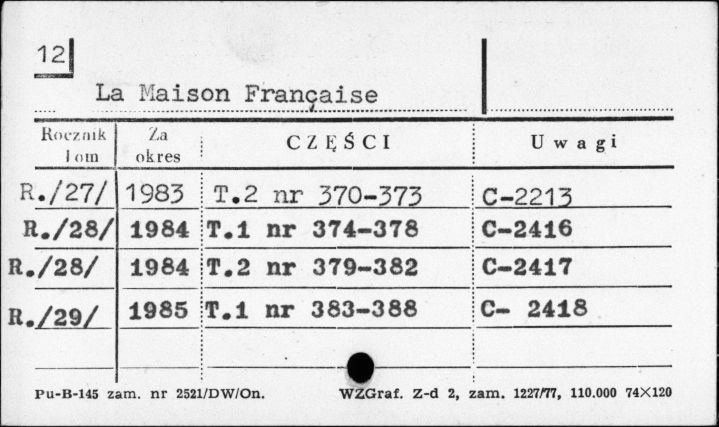 12
La Maison Française
Rocznik Tom Za okres CZĘŚCI Uwagi
R./27/ 1983 T.2 nr 370-373 C-2213
R./28/ 1984 T.1 nr 374-378 C-2416
R./28/ 1984 T.2 nr 379-382 C-2417
R./29/ 1985 T.1 nr 383-388 C- 2418
Pu-B-145 zam. nr 2521/DW/On. WZGraf. Z-d 2, zam. 1227/77, 110.000 74×120